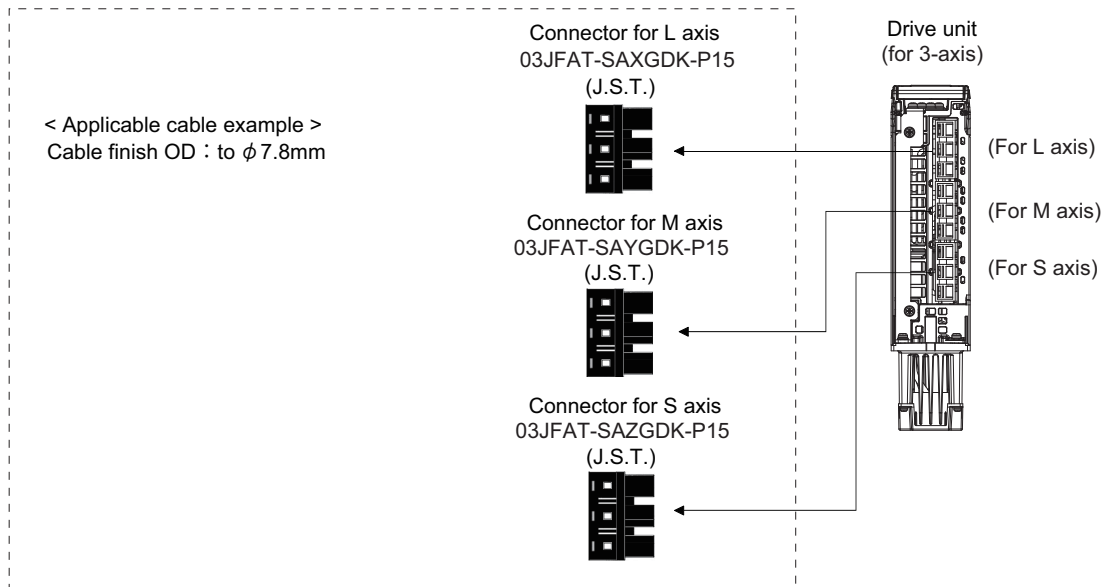 Connector for L axis
03JFAT-SAXGDK-P15
(J.S.T.)
Drive unit
(for 3-axis)
< Applicable cable example >
Cable finish OD：to φ7.8mm
(For L axis)
Connector for M axis
03JFAT-SAYGDK-P15
(J.S.T.)
(For M axis)
(For S axis)
Connector for S axis
03JFAT-SAZGDK-P15
(J.S.T.)